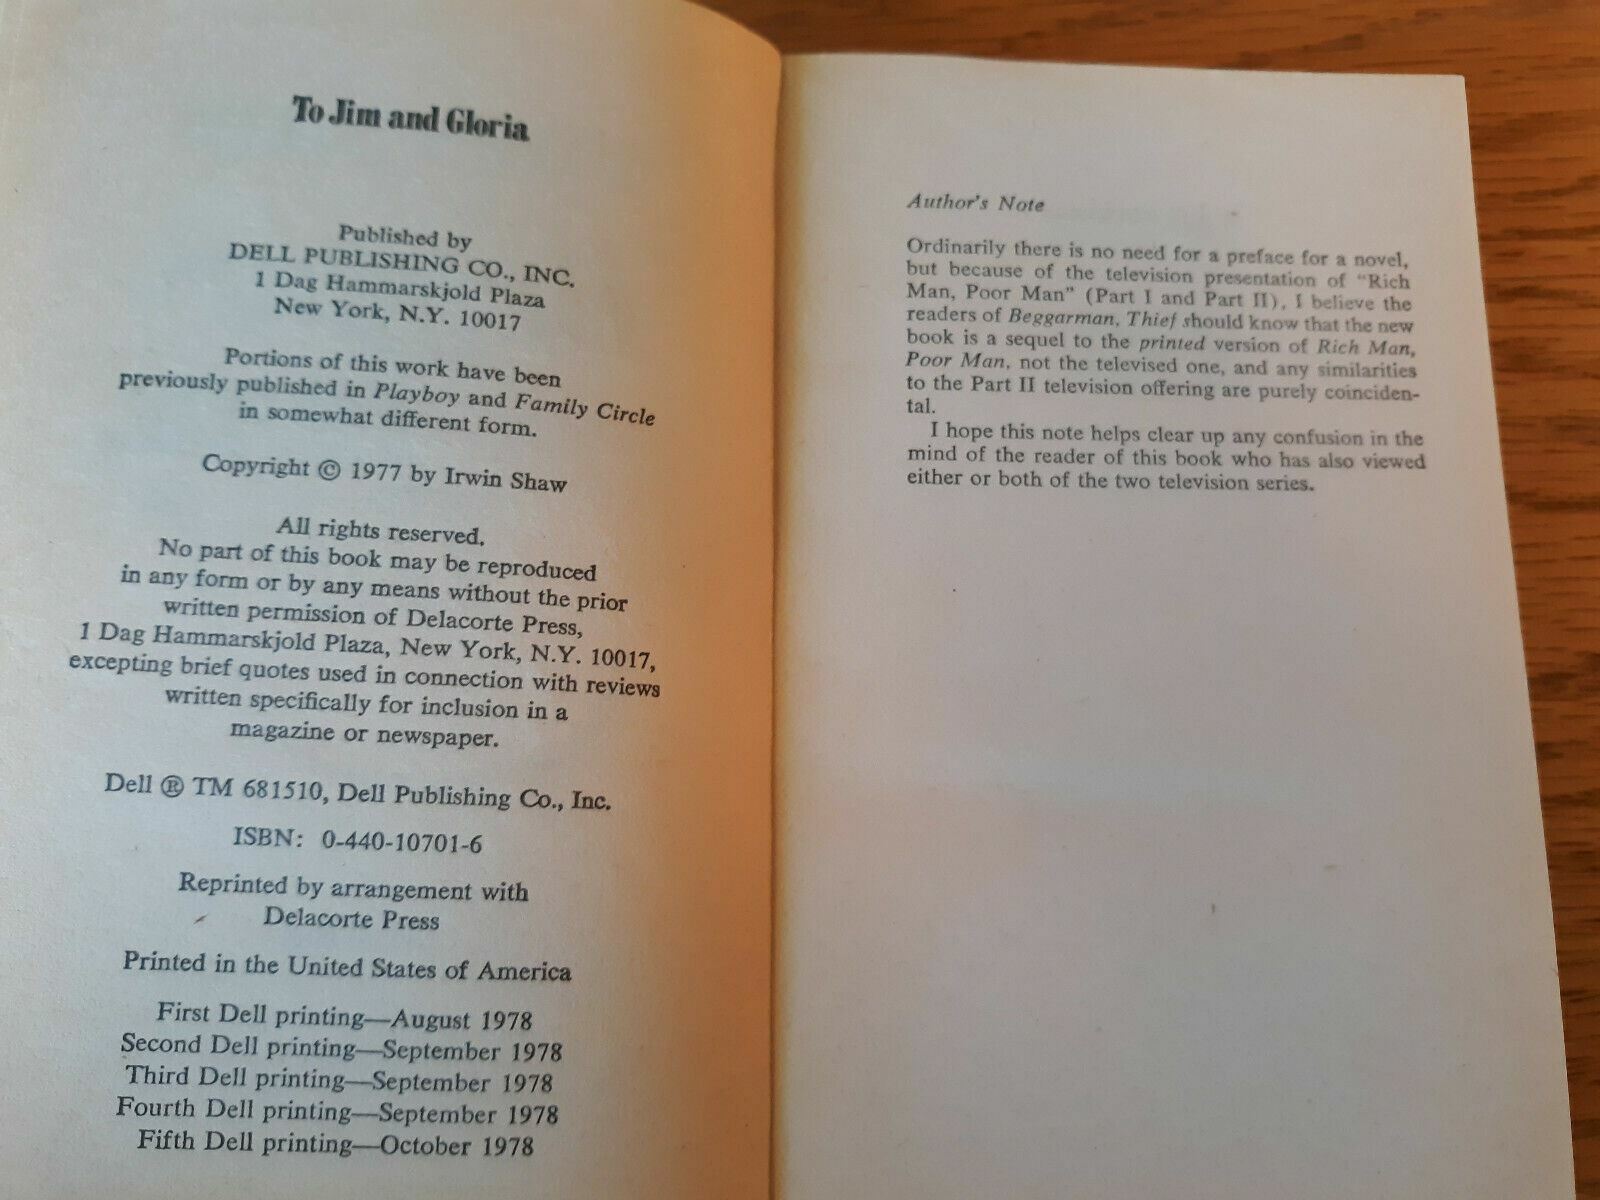 To Jim and Gloria
Published by
DELL PUBLISHING CO., INC.
1 Dag Hammarskjold Plaza
New York, N.Y. 10017
Portions of this work have been
previously published in Playboy and Family Circle
in somewhat different form.
Copyright © 1977 by Irwin Shaw
All rights reserved.
No part of this book may be reproduced
in any form or by any means without the prior
written permission of Delacorte Press,
1 Dag Hammarskjold Plaza, New York, N.Y. 10017,
excepting brief quotes used in connection with reviews
written specifically for inclusion in a
magazine or newspaper.
Dell ® TM 681510, Dell Publishing Co., Inc.
ISBN: 0-440-10701-6
Reprinted by arrangement with
Delacorte Press
Printed in the United States of America
First Dell printing—August 1978
Second Dell printing—September 1978
Third Dell printing—September 1978
Fourth Dell printing—September 1978
Fifth Dell printing—October 1978
Author's Note
Ordinarily there is no need for a preface for a novel,
but because of the television presentation of "Rich
Man, Poor Man" (Part I and Part II), I believe the
readers of Beggarman, Thief should know that the new
book is a sequel to the printed version of Rich Man,
Poor Man, not the televised one, and any similarities
to the Part II television offering are purely coinciden-
tal.
I hope this note helps clear up any confusion in the
mind of the reader of this book who has also viewed
either or both of the two television series.